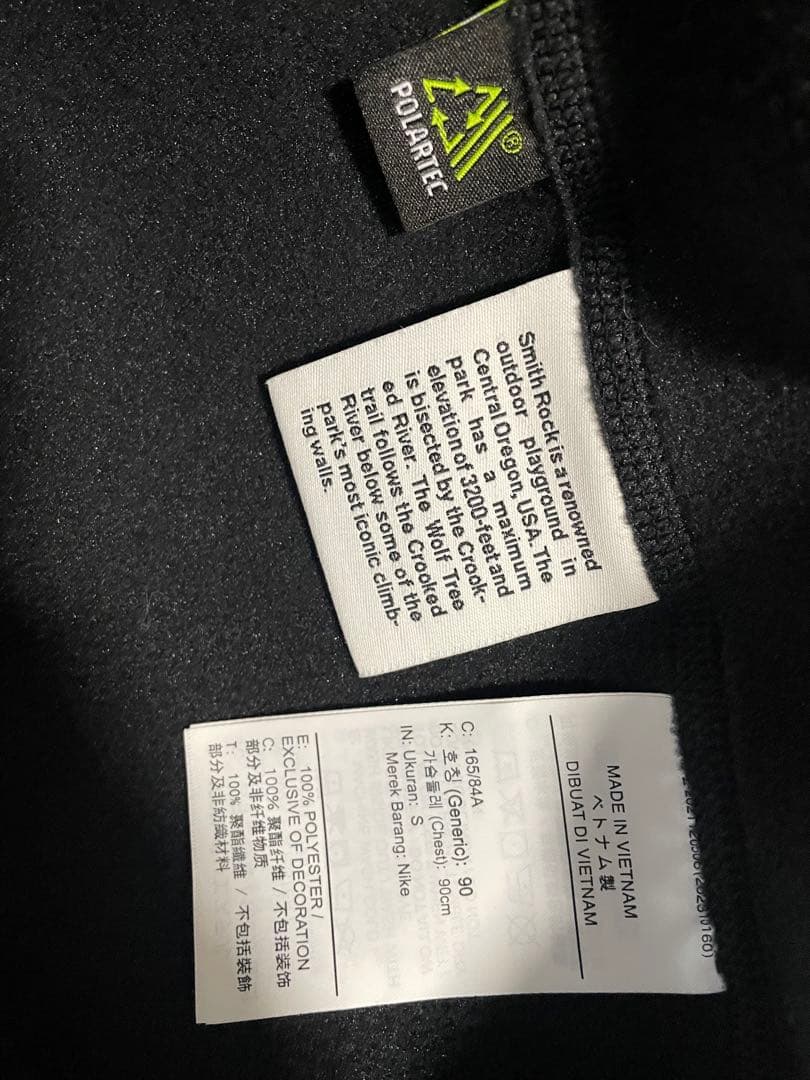 POLARTEC
®
Smith Rock is a renowned
outdoor playground in
Central Oregon, USA. The
park has a maximum
elevation of 3200-feet and
is bisected by the Crook-
ed River. The Wolf Tree
trail follows the Crooked
River below some of the
park's most iconic climb-
ing walls.
MADE IN VIETNAM
ベトナム製
DIBUAT DI VIETNAM
C: 165/84A
K: 호칭 (Generic): 90
가슴둘레 (Chest): 90cm
IN: Ukuran: S
Merek Barang: Nike
E: 100% POLYESTER /
EXCLUSIVE OF DECORATION
C: 100% 聚酯纤维 / 不包括装饰
部分及非纤维物质
T: 100% 聚酯纖維 / 不包括裝飾
部分及非紡織材料